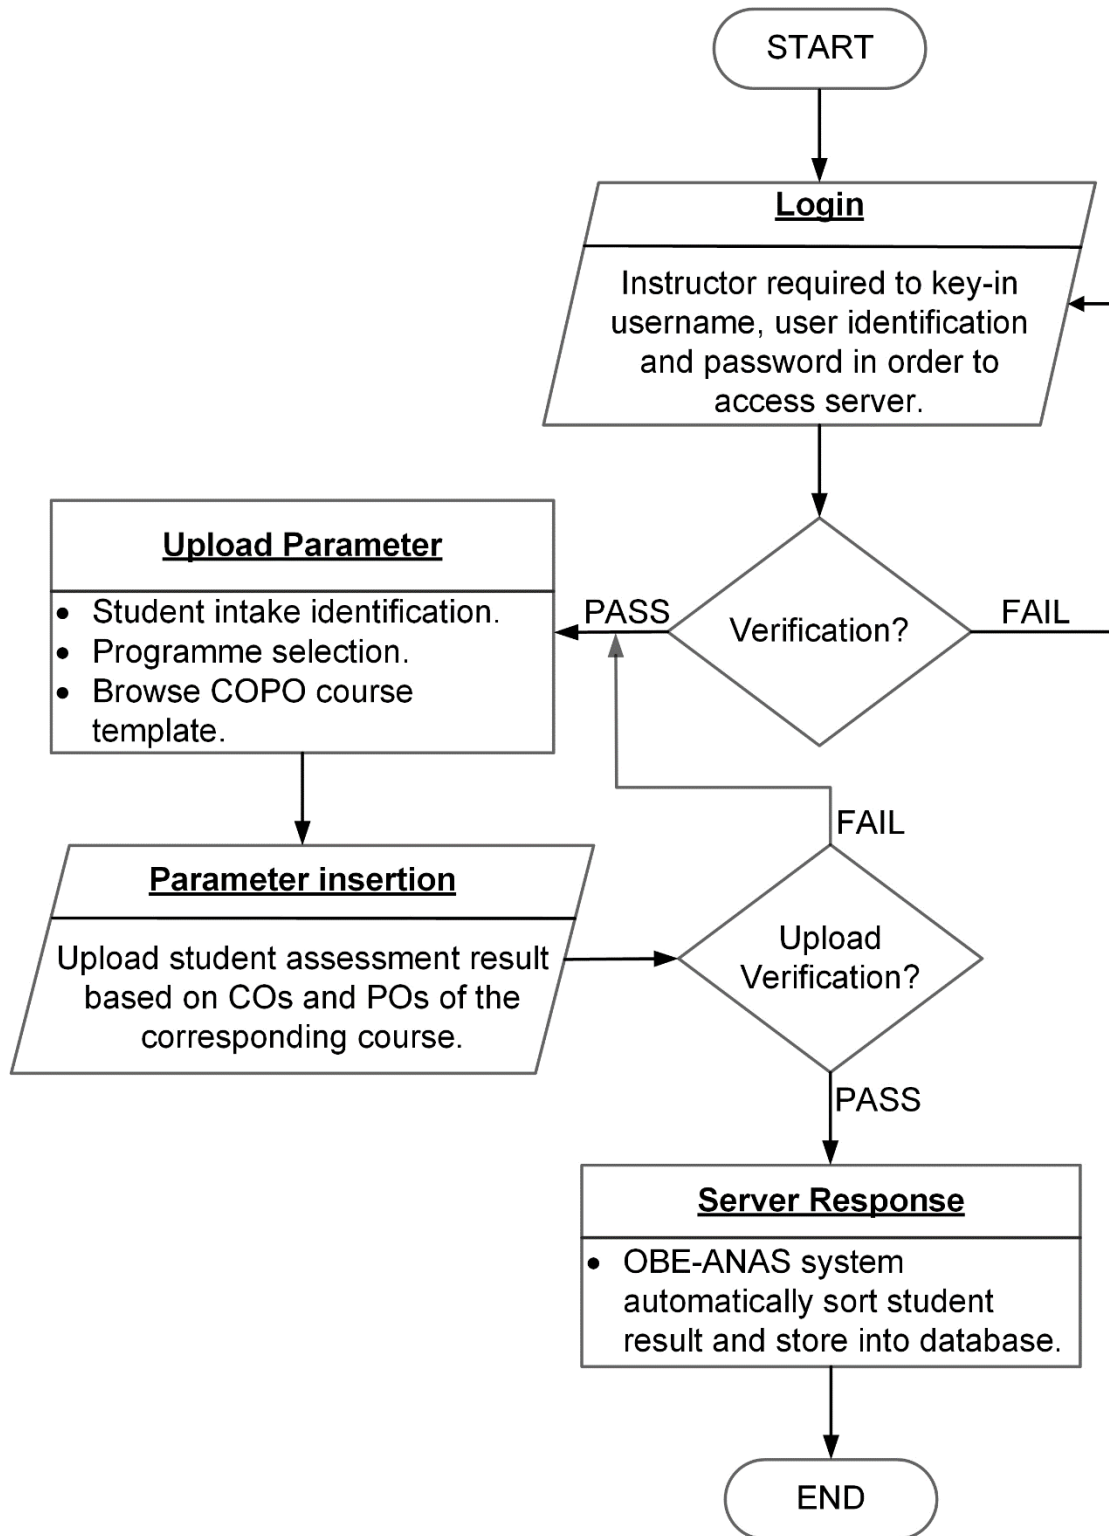 START
Login
Instructor required to key-in
username, user identification
and password in order to
access server.
Verification?
PASS
FAIL
Upload Parameter
• Student intake identification.
• Programme selection.
• Browse COPO course
template.
Parameter insertion
Upload student assessment result
based on COs and POs of the
corresponding course.
Upload
Verification?
FAIL
PASS
Server Response
• OBE-ANAS system
automatically sort student
result and store into database.
END